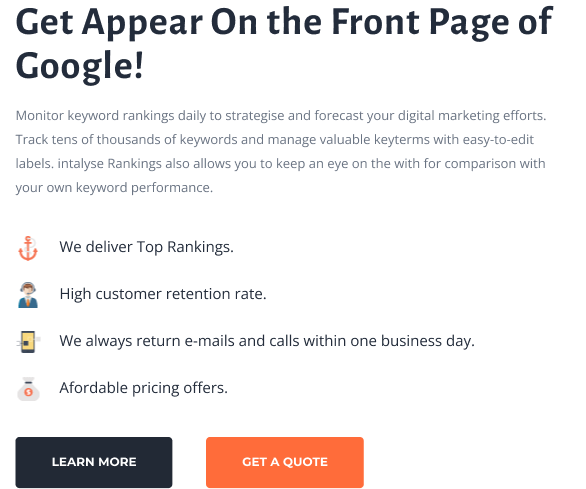 Get Appear On the Front Page of
Google!
Monitor keyword rankings daily to strategise and forecast your digital marketing efforts.
Track tens of thousands of keywords and manage valuable keyterms with easy-to-edit
labels. intalyse Rankings also allows you to keep an eye on the with for comparison with
your own keyword performance.
We deliver Top Rankings.
High customer retention rate.
We always return e-mails and calls within one business day.
Afordable pricing offers.
LEARN MORE
GET A QUOTE